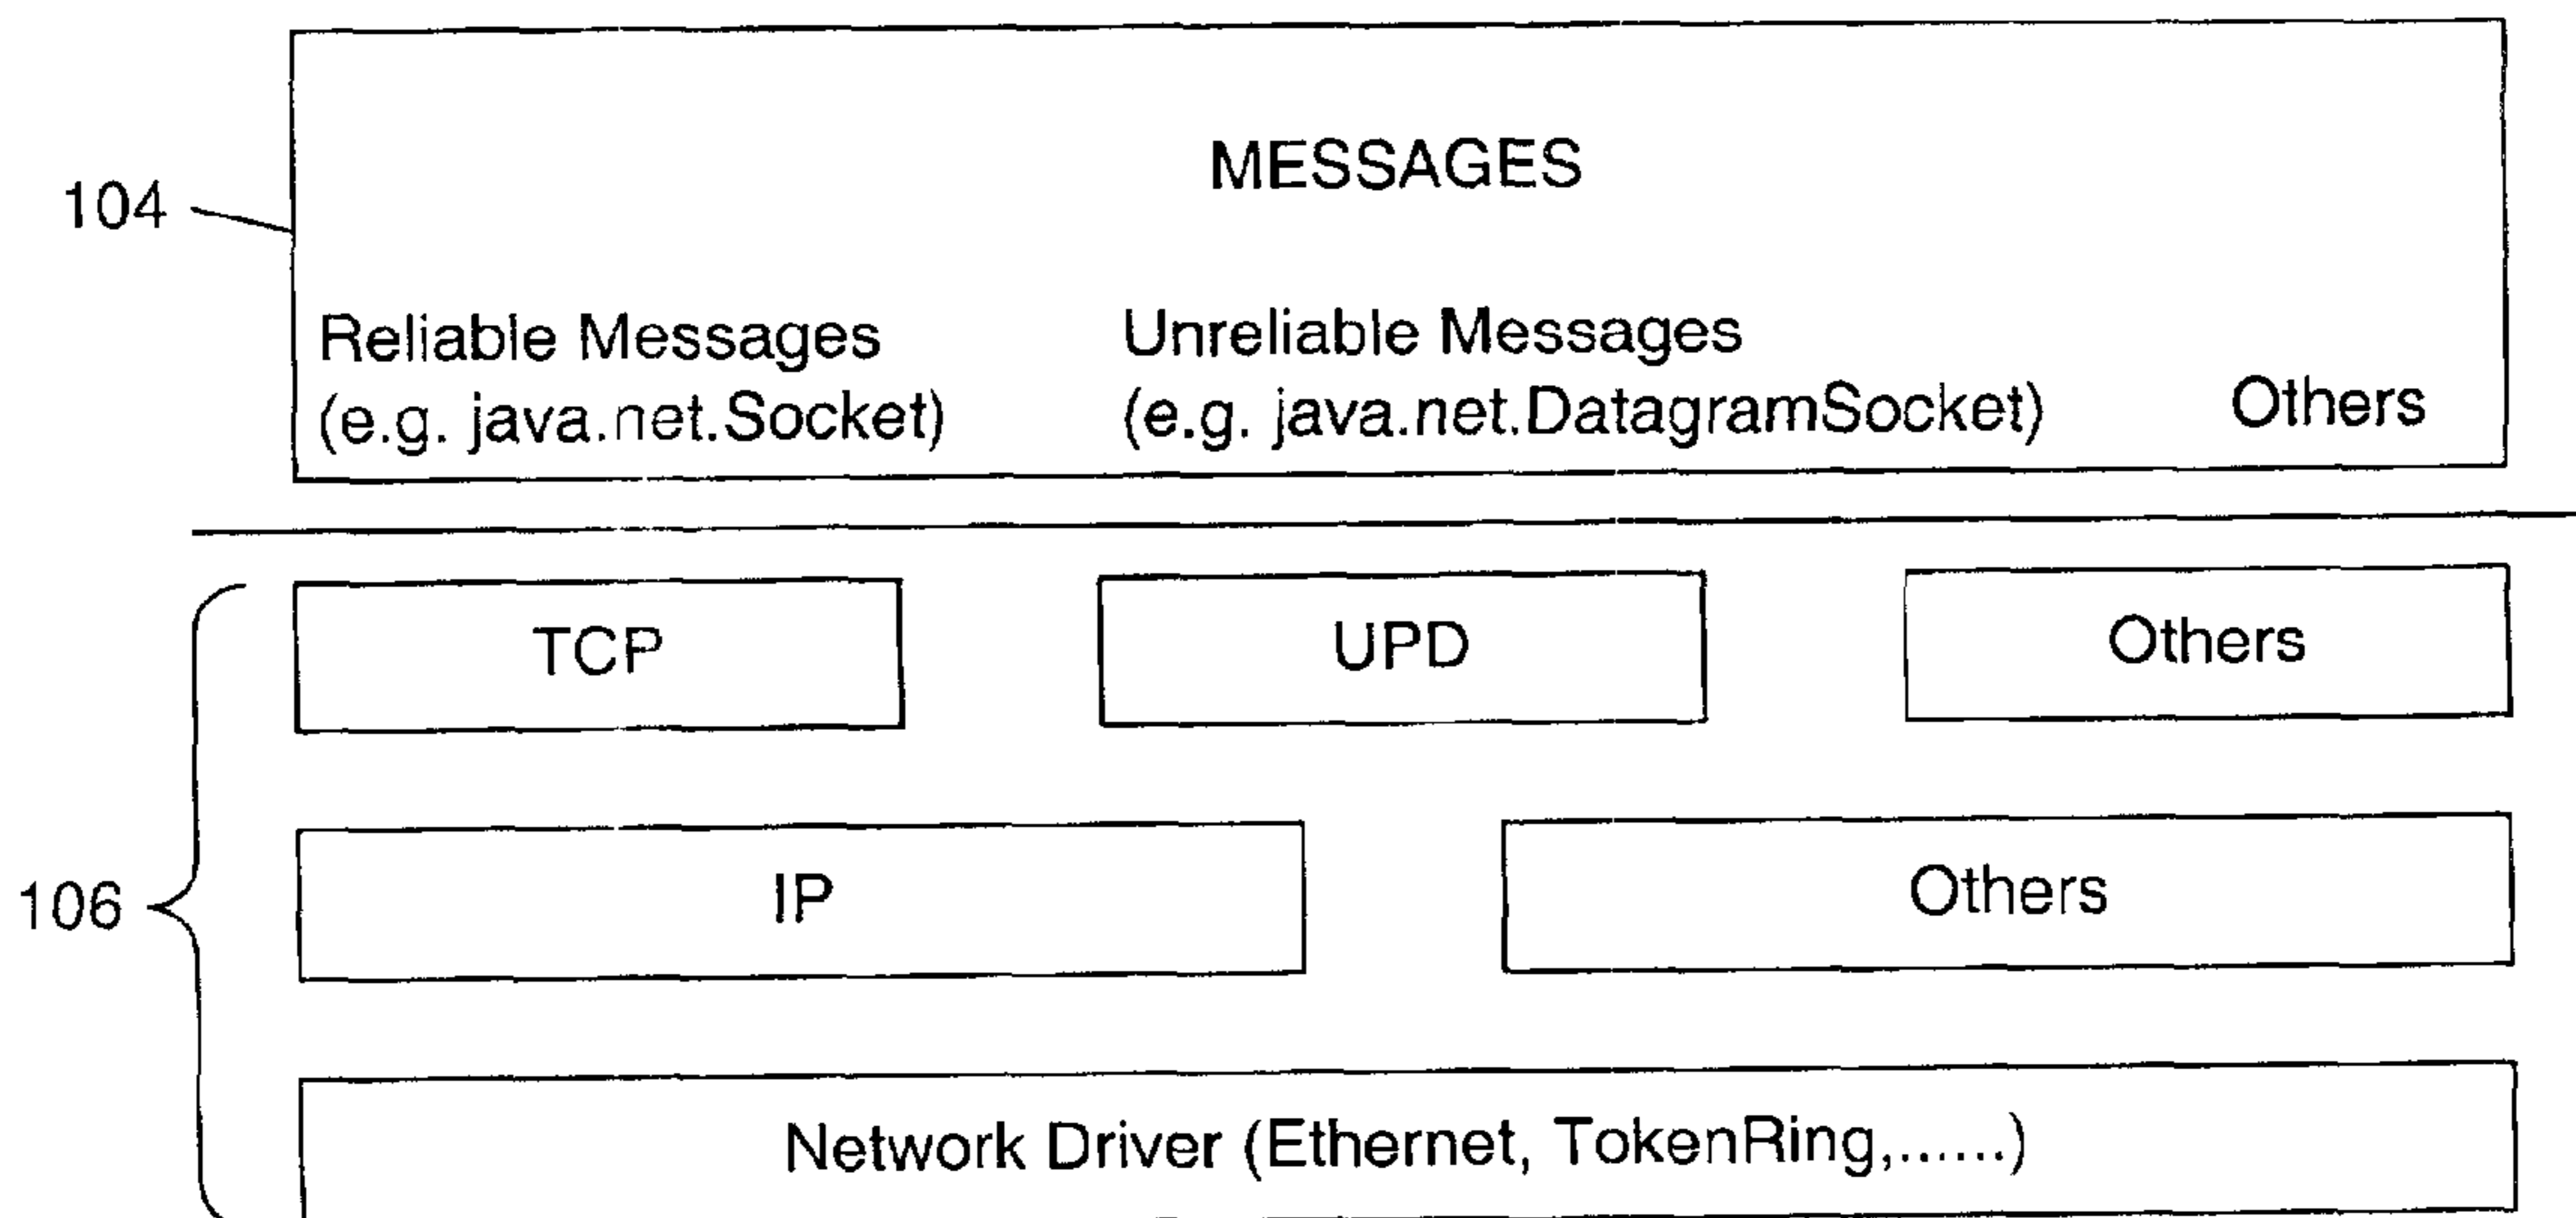 MESSAGES
104
Reliable Messages
(e.g. java.net.Socket)
Unreliable Messages
(e.g. java.net.DatagramSocket)
Others
TCP
UPD
Others
106
IP
Others
Network Driver (Ethernet, TokenRing,......)